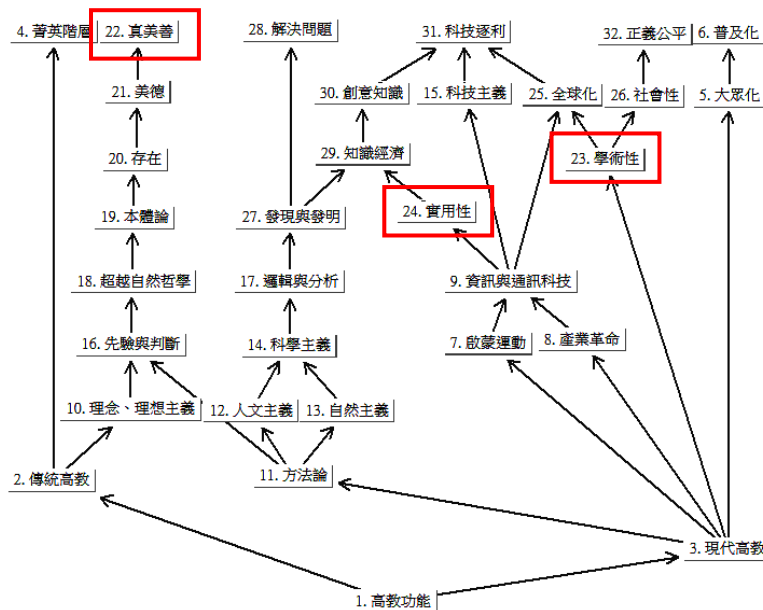 4. 菁英階層
22. 真美善
28. 解決問題
31. 科技逐利
32. 正義公平
6. 普及化
21. 美德
30. 創意知識
15. 科技主義
25. 全球化
26. 社會性
5. 大眾化
20. 存在
29. 知識經濟
23. 學術性
19. 本體論
27. 發現與發明
24. 實用性
18. 超越自然哲學
17. 邏輯與分析
9. 資訊與通訊科技
16. 先驗與判斷
14. 科學主義
7. 啟蒙運動
8. 產業革命
10. 理念、理想主義
12. 人文主義
13. 自然主義
2. 傳統高教
11. 方法論
3. 現代高教
1. 高教功能